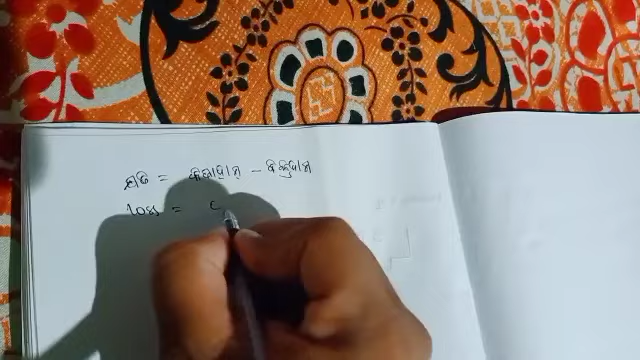 କ୍ଷତି = କିଣାଦାମ୍ - ବିକ୍ରିଦାମ୍
loss = c